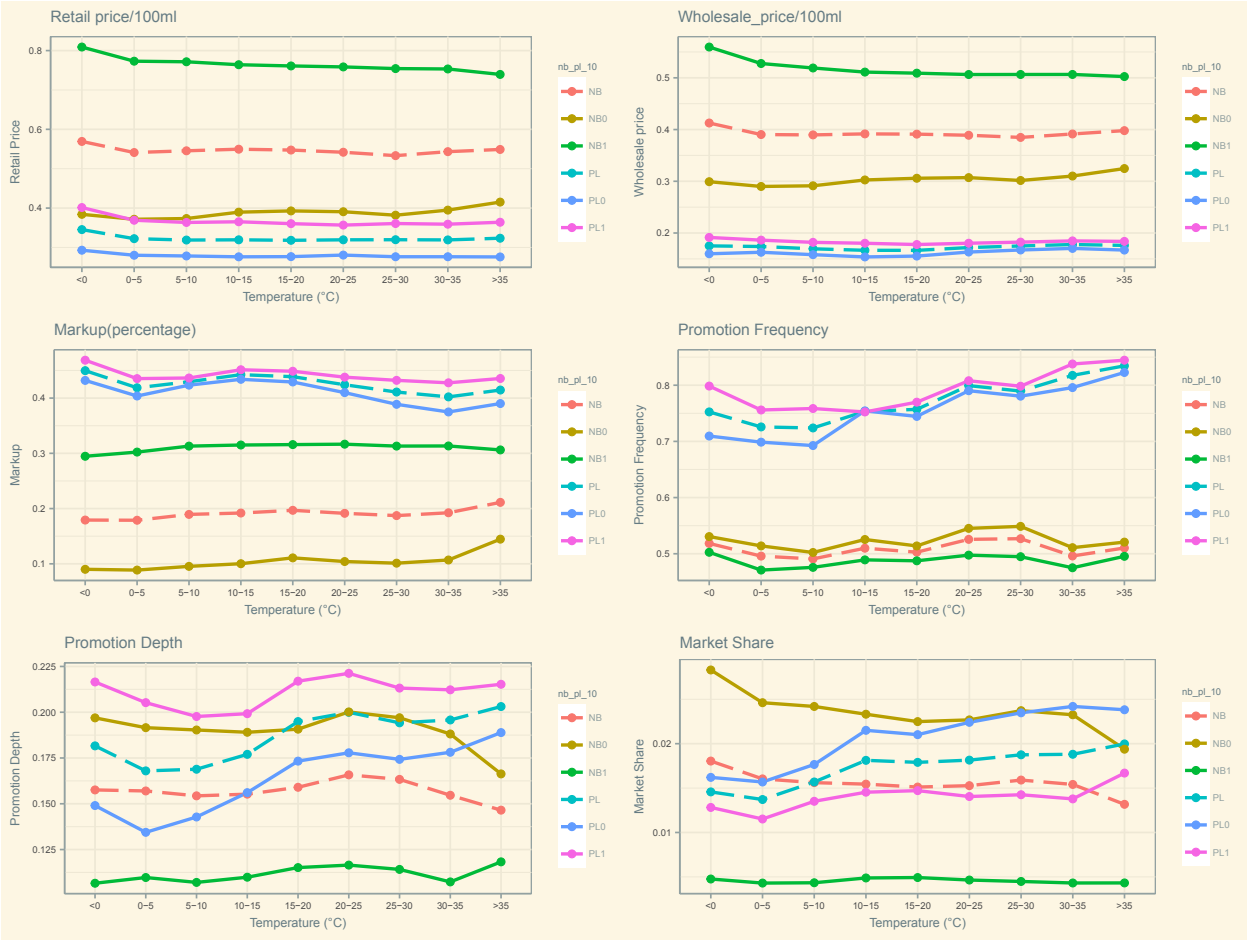 Retail price/100ml
Retail Price
0.8
0.6
0.4
<0 0−5 5−10 10−15 15−20 20−25 25−30 30−35 >35
Temperature (°C)
nb_pl_10
NB
NB0
NB1
PL
PL0
PL1
Wholesale_price/100ml
Wholesale price
0.5
0.4
0.3
0.2
<0 0−5 5−10 10−15 15−20 20−25 25−30 30−35 >35
Temperature (°C)
nb_pl_10
NB
NB0
NB1
PL
PL0
PL1
Markup(percentage)
Markup
0.4
0.3
0.2
0.1
<0 0−5 5−10 10−15 15−20 20−25 25−30 30−35 >35
Temperature (°C)
nb_pl_10
NB
NB0
NB1
PL
PL0
PL1
Promotion Frequency
Promotion Frequency
0.8
0.7
0.6
0.5
<0 0−5 5−10 10−15 15−20 20−25 25−30 30−35 >35
Temperature (°C)
nb_pl_10
NB
NB0
NB1
PL
PL0
PL1
Promotion Depth
Promotion Depth
0.225
0.200
0.175
0.150
0.125
<0 0−5 5−10 10−15 15−20 20−25 25−30 30−35 >35
Temperature (°C)
nb_pl_10
NB
NB0
NB1
PL
PL0
PL1
Market Share
Market Share
0.02
0.01
<0 0−5 5−10 10−15 15−20 20−25 25−30 30−35 >35
Temperature (°C)
nb_pl_10
NB
NB0
NB1
PL
PL0
PL1